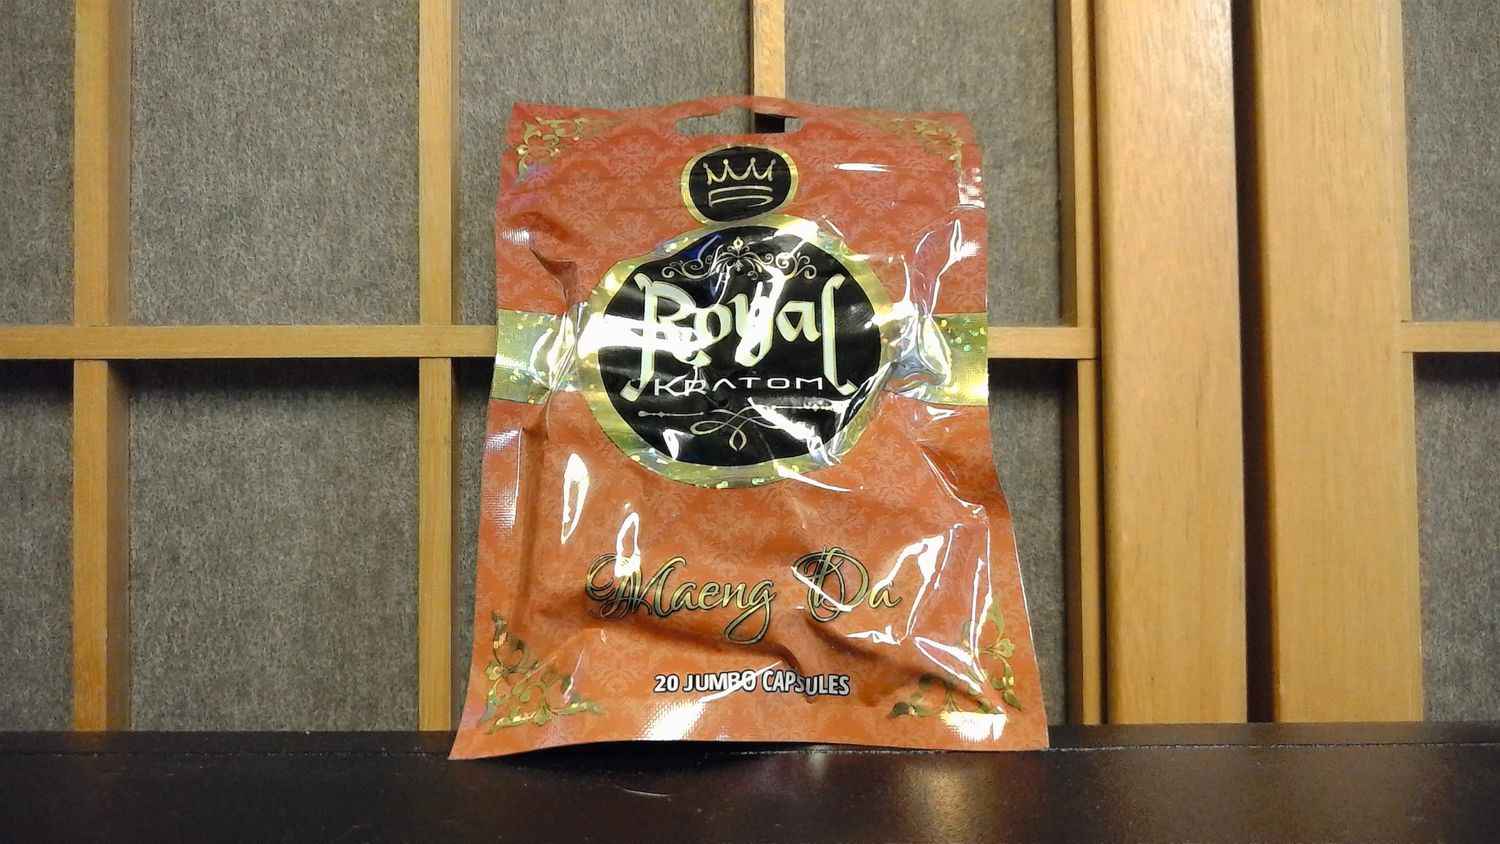 Royal
KRATOM
Maeng Da
20 JUMBO CAPSULES